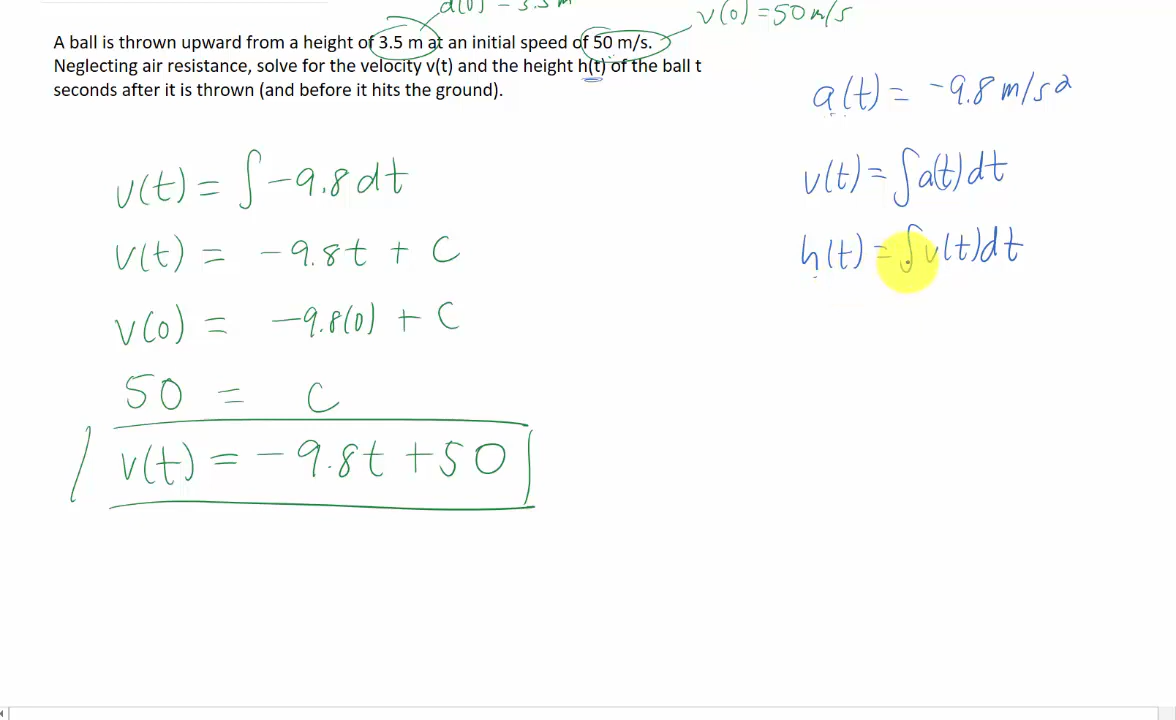 d(0) = 3.5 m
v(0) = 50 m/s
A ball is thrown upward from a height of 3.5 m at an initial speed of 50 m/s.
Neglecting air resistance, solve for the velocity v(t) and the height h(t) of the ball t
seconds after it is thrown (and before it hits the ground).
a(t) = -9.8 m/s²
v(t) = ∫ a(t) dt
h(t) = ∫ v(t) dt
v(t) = ∫ -9.8 dt
v(t) = -9.8t + C
v(0) = -9.8(0) + C
50 = C
v(t) = -9.8t + 50